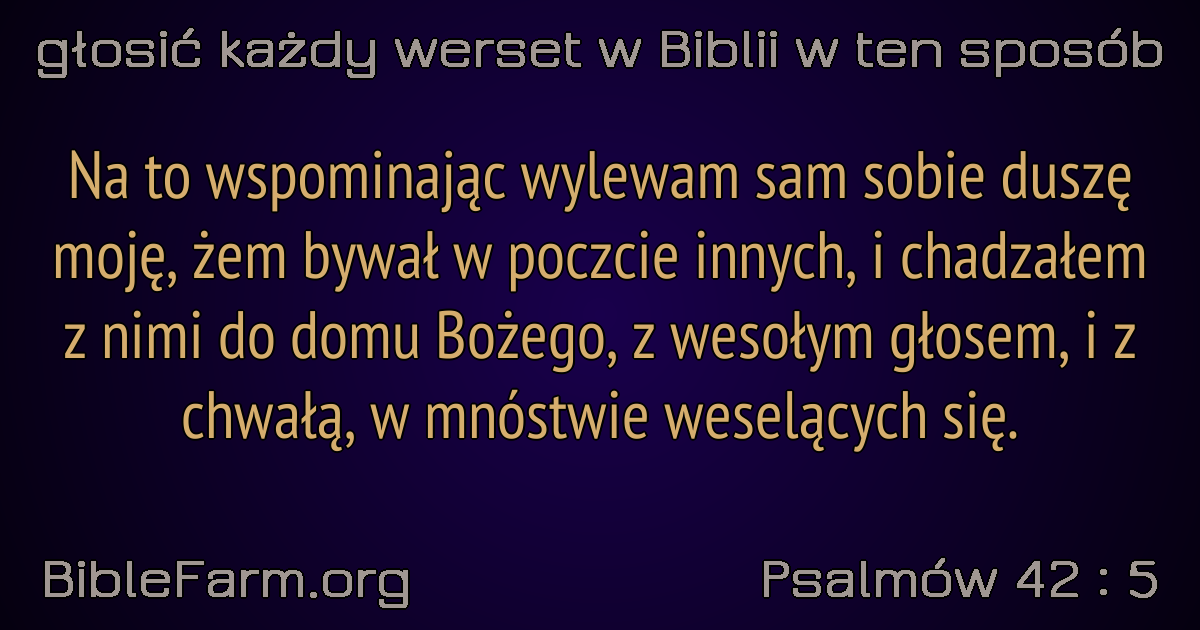 głosić każdy werset w Biblii w ten sposób
Na to wspominając wylewam sam sobie duszę
moję, żem bywał w poczcie innych, i chadzałem
z nimi do domu Bożego, z wesołym głosem, i z
chwałą, w mnóstwie weselących się.
BibleFarm.org
Psalmów 42 : 5